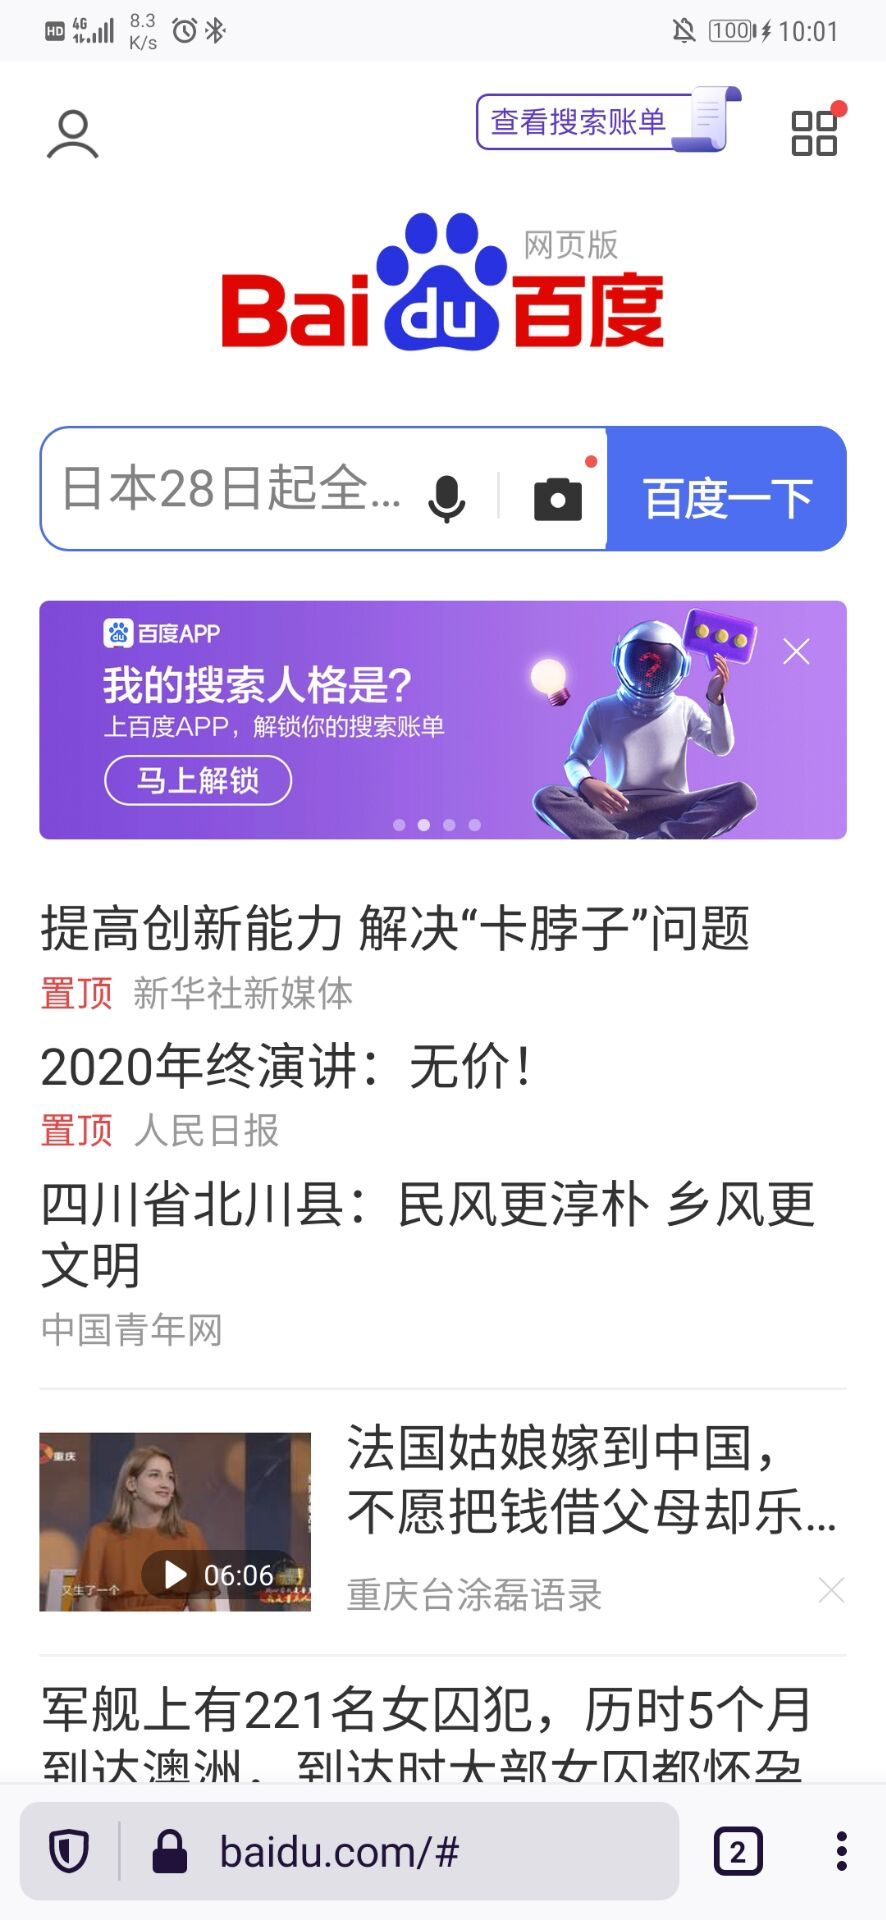 HD 4G 8.3 K/s 100 10:01
查看搜索账单
Bai du 百度 网页版
日本28日起全... 百度一下
du 百度APP
我的搜索人格是?
上百度APP，解锁你的搜索账单
马上解锁
提高创新能力 解决“卡脖子”问题
置顶 新华社新媒体
2020年终演讲：无价！
置顶 人民日报
四川省北川县：民风更淳朴 乡风更
文明
中国青年网
法国姑娘嫁到中国，
不愿把钱借父母却乐...
重庆
又生了一个
06:06
重庆台涂磊语录
军舰上有221名女囚犯，历时5个月
到达澳洲，到达时大部女囚都怀孕
baidu.com/# 2